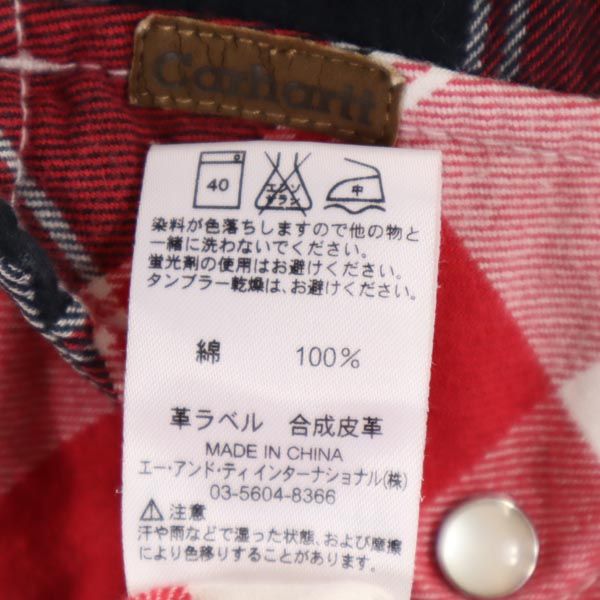 Carhartt
40 エンソ サラシ 中
染料が色落ちしますので他の物と
一緒に洗わないでください。
蛍光剤の使用はお避けください。
タンブラー乾燥は、お避けください。
綿 100%
革ラベル 合成皮革
MADE IN CHINA
エー・アンド・ティインターナショナル(株)
03-5604-8366
⚠注意
汗や雨などで湿った状態、および摩擦
により色移りすることがあります。